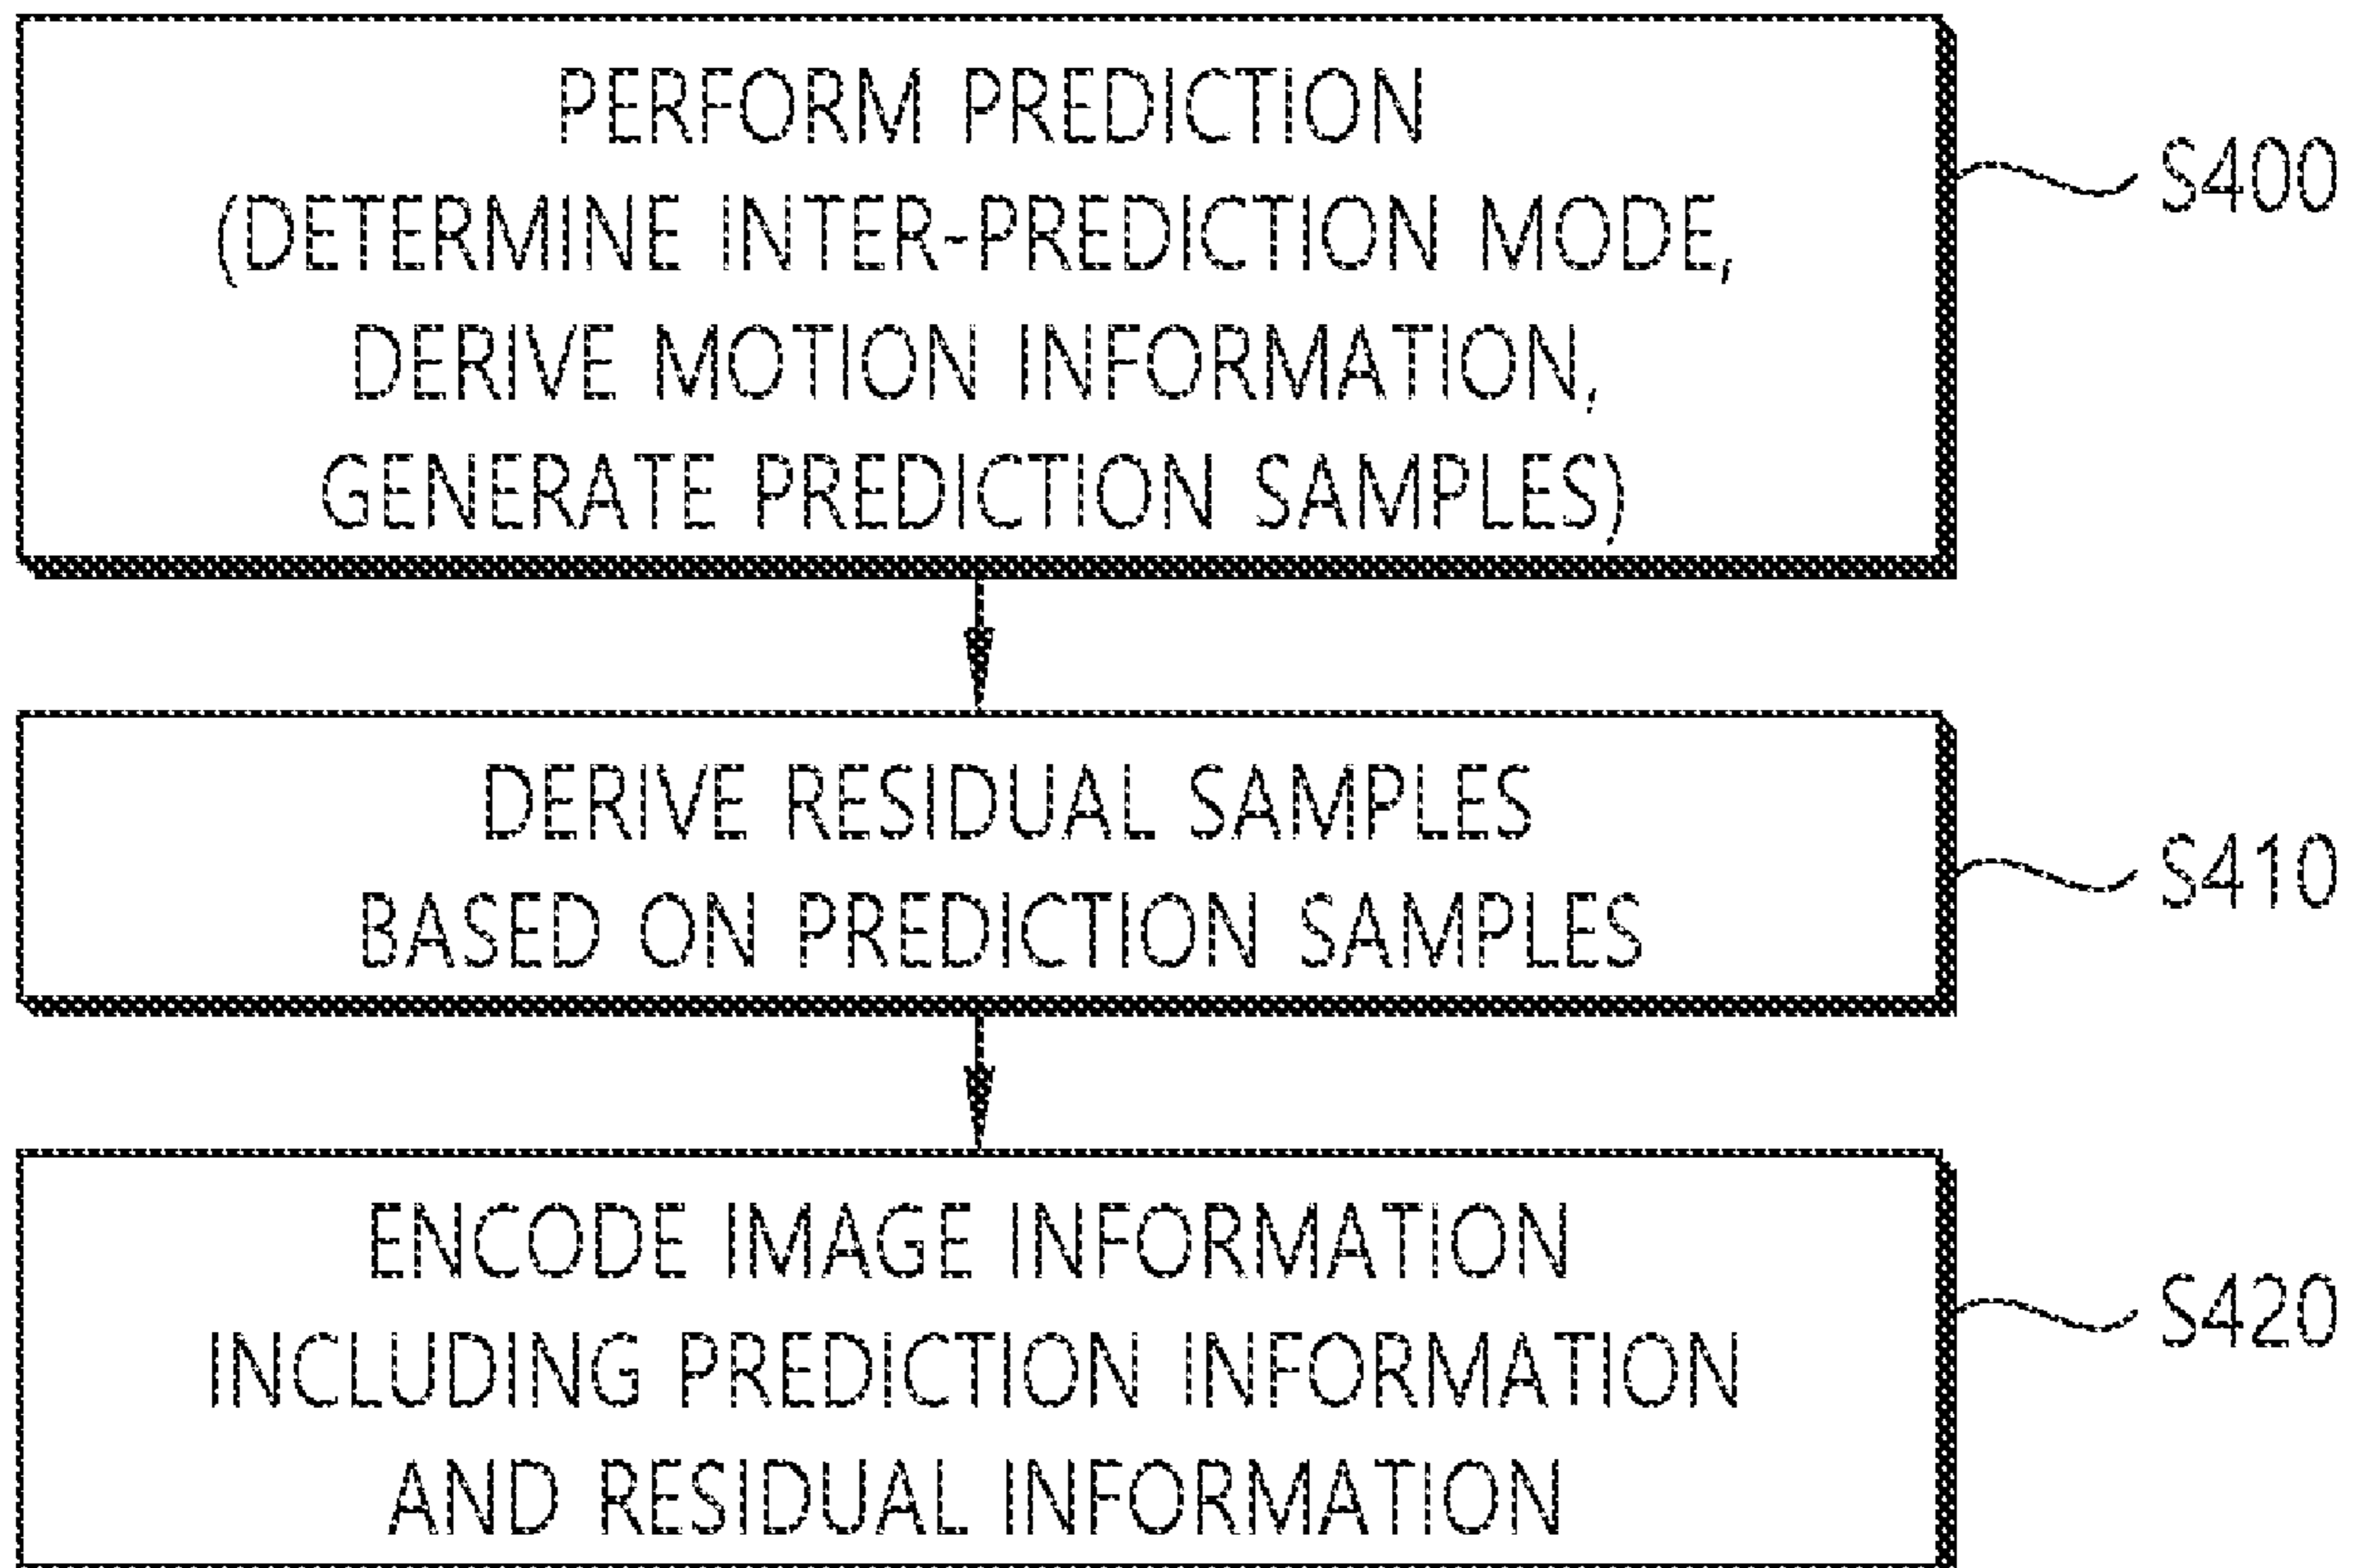 PERFORM PREDICTION
(DETERMINE INTER-PREDICTION MODE,
DERIVE MOTION INFORMATION,
GENERATE PREDICTION SAMPLES)
S400
DERIVE RESIDUAL SAMPLES
BASED ON PREDICTION SAMPLES
S410
ENCODE IMAGE INFORMATION
INCLUDING PREDICTION INFORMATION
AND RESIDUAL INFORMATION
S420